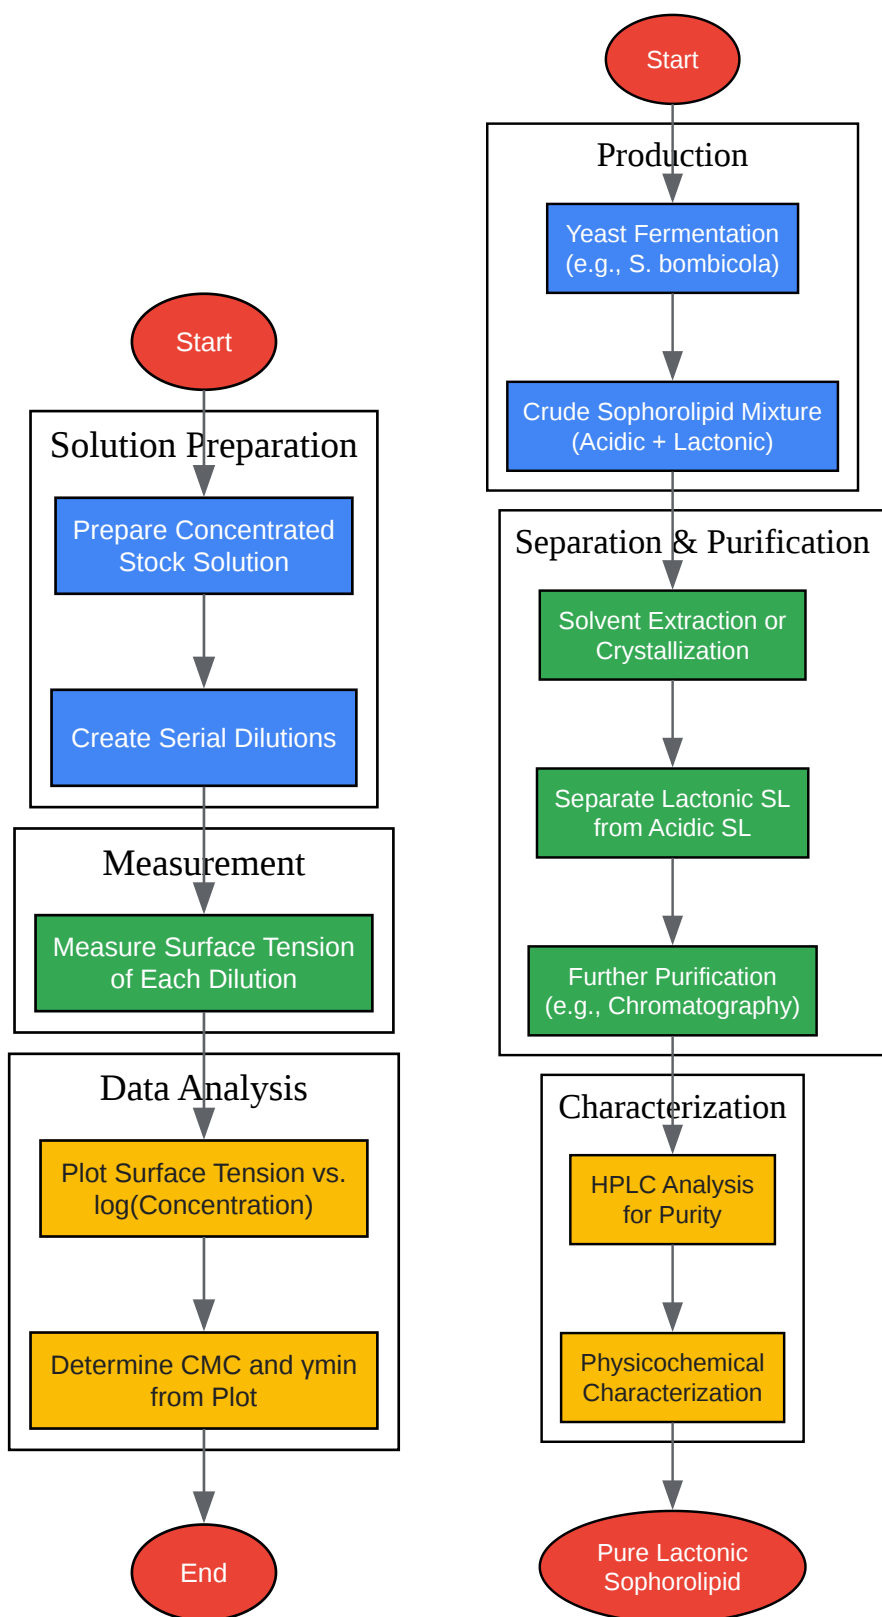 Start
Solution Preparation
Prepare Concentrated
Stock Solution
Create Serial Dilutions
Measurement
Measure Surface Tension
of Each Dilution
Data Analysis
Plot Surface Tension vs.
log(Concentration)
Determine CMC and γmin
from Plot
End
Start
Production
Yeast Fermentation
(e.g., S. bombicola)
Crude Sophorolipid Mixture
(Acidic + Lactonic)
Separation & Purification
Solvent Extraction or
Crystallization
Separate Lactonic SL
from Acidic SL
Further Purification
(e.g., Chromatography)
Characterization
HPLC Analysis
for Purity
Physicochemical
Characterization
Pure Lactonic
Sophorolipid